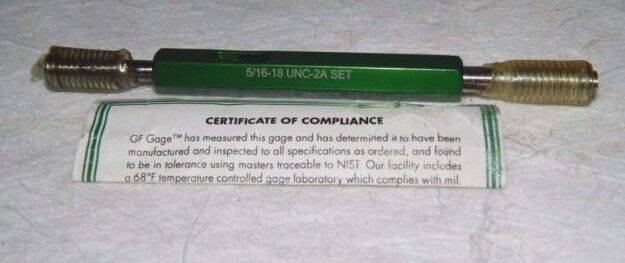 5/16-18 UNC-2A SET
CERTIFICATE OF COMPLIANCE
GF Gage™ has measured this gage and has determined it to have been
manufactured and inspected to all specifications as ordered, and found
to be in tolerance using masters traceable to NIST. Our facility includes
a 68°F temperature controlled gage laboratory which complies with mil.